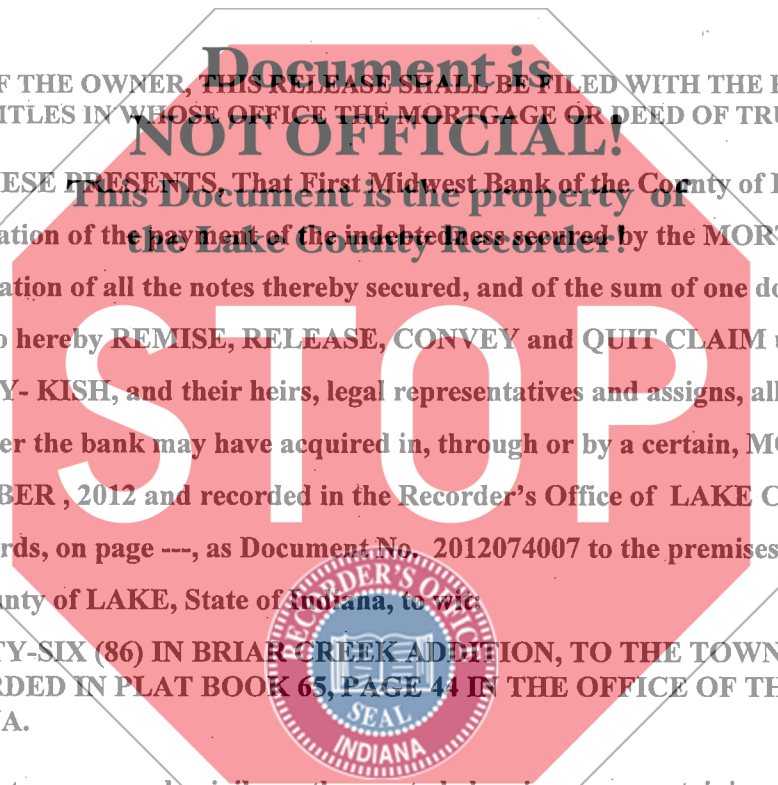 Document is
F THE OWNER, THIS RELEASE SHALL BE FILED WITH THE
ITLES IN WHOSE OFFICE THE MORTGAGE OR DEED OF TRU
NOT OFFICIAL!
ESE PRESENTS, That First Midwest Bank of the County of
This Document is the property of
ation of the payment of the indebtedness secured by the MOR
the Lake County Recorder!
ation of all the notes thereby secured, and of the sum of one do
o hereby REMISE, RELEASE, CONVEY and QUIT CLAIM
STOP
Y- KISH, and their heirs, legal representatives and assigns, all
er the bank may have acquired in, through or by a certain, MO
BER , 2012 and recorded in the Recorder's Office of LAKE C
rds, on page ---, as Document No. 2012074007 to the premises
unty of LAKE, State of Indiana, to wit:
RECORDER'S OFFICE
TY-SIX (86) IN BRIAR CREEK ADDITION, TO THE TOWN
RDED IN PLAT BOOK 65, PAGE 44 IN THE OFFICE OF TH
SEAL
A.
INDIANA